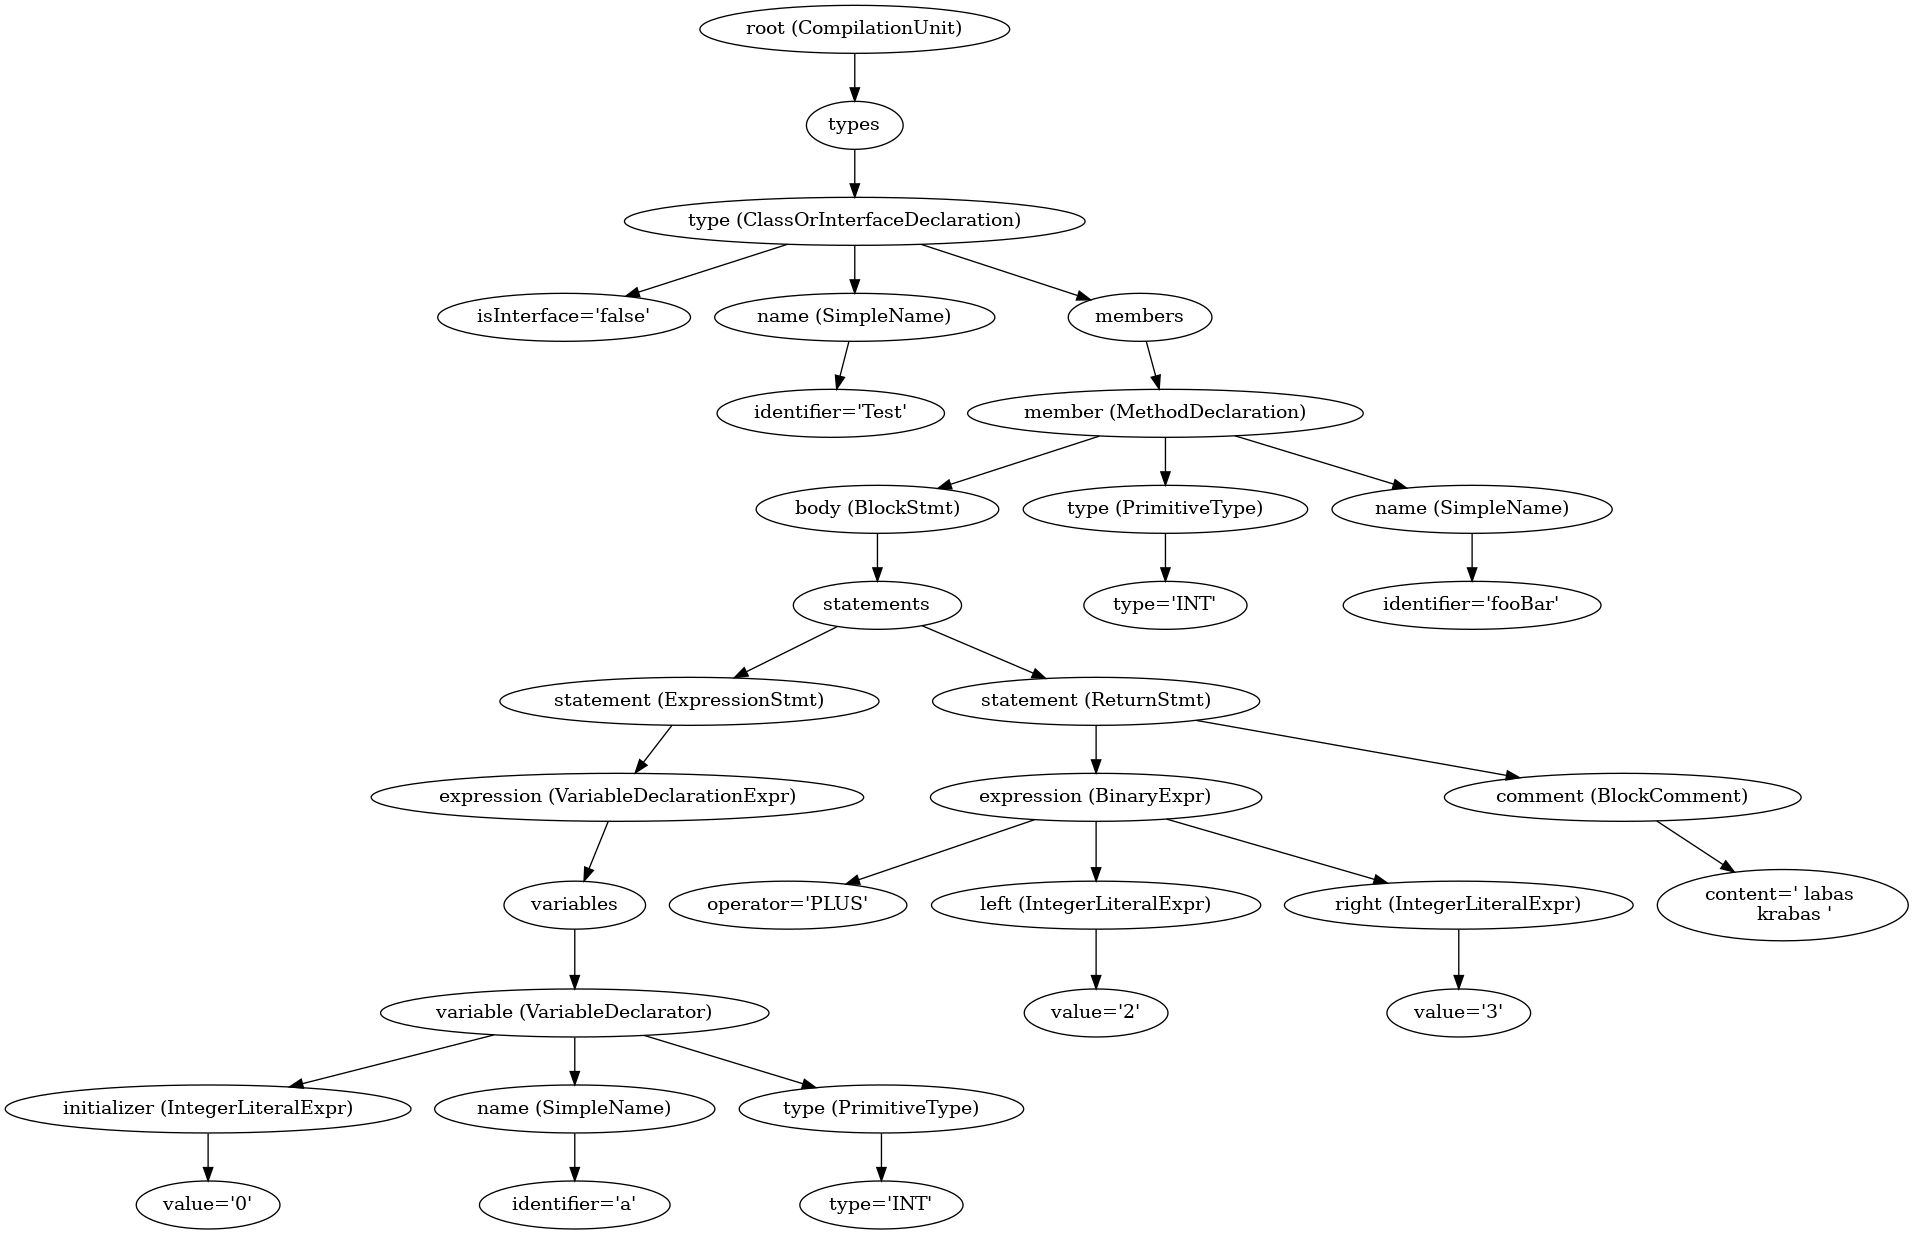 root (CompilationUnit)
types
type (ClassOrInterfaceDeclaration)
isInterface='false'
name (SimpleName)
members
identifier='Test'
member (MethodDeclaration)
body (BlockStmt)
type (PrimitiveType)
name (SimpleName)
statements
type='INT'
identifier='fooBar'
statement (ExpressionStmt)
statement (ReturnStmt)
expression (VariableDeclarationExpr)
expression (BinaryExpr)
comment (BlockComment)
variables
operator='PLUS'
left (IntegerLiteralExpr)
right (IntegerLiteralExpr)
content=' labas
krabas '
variable (VariableDeclarator)
value='2'
value='3'
initializer (IntegerLiteralExpr)
name (SimpleName)
type (PrimitiveType)
value='0'
identifier='a'
type='INT'